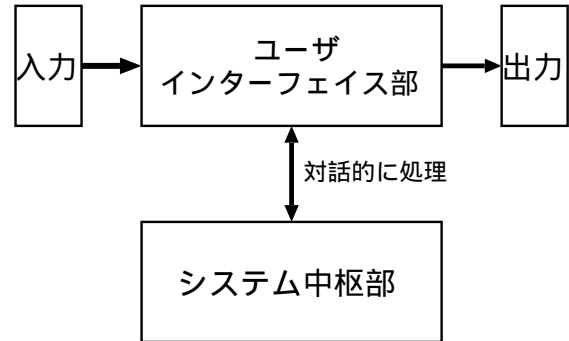 入力
ユーザ
インターフェイス部
出力
対話的に処理
システム中枢部